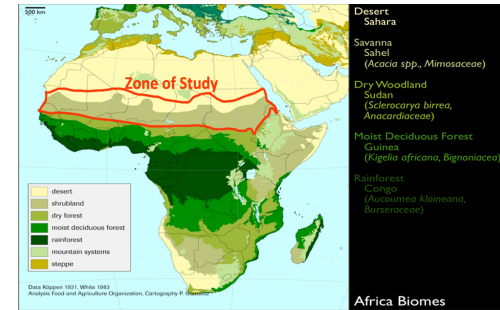 500 km
Zone of Study
desert
shrubland
dry forest
moist deciduous forest
rainforest
mountain systems
steppe
Data Köppen 1931, White 1983
Analysis Food and Agriculture Organization, Cartography P. Gonzalez
Desert
Sahara
Savanna
Sahel
(Acacia spp., Mimosaceae)
Dry Woodland
Sudan
(Sclerocarya birrea,
Anacardiaceae)
Moist Deciduous Forest
Guinea
(Kigelia africana, Bignoniacea)
Rainforest
Congo
(Aucoumea klaineana,
Burseraceae)
Africa Biomes